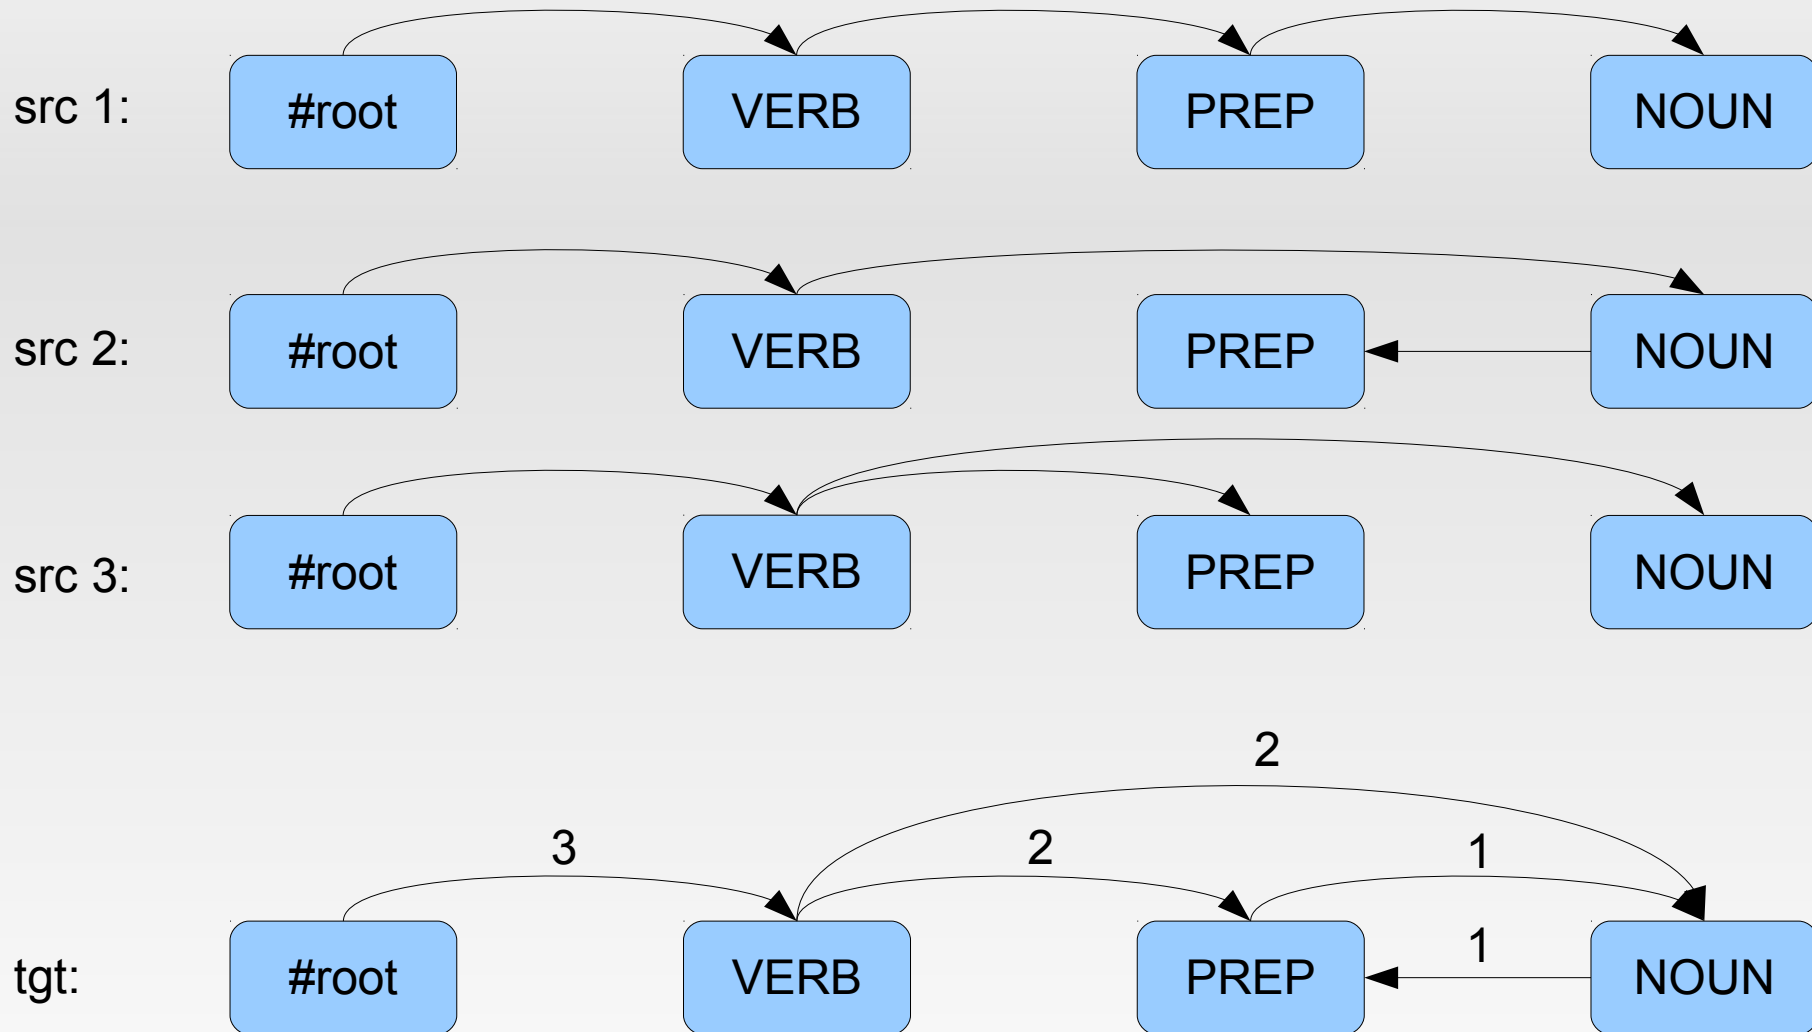 src 1: #root VERB PREP NOUN
src 2: #root VERB PREP NOUN
src 3: #root VERB PREP NOUN
2
3 2 1
1
tgt: #root VERB PREP NOUN